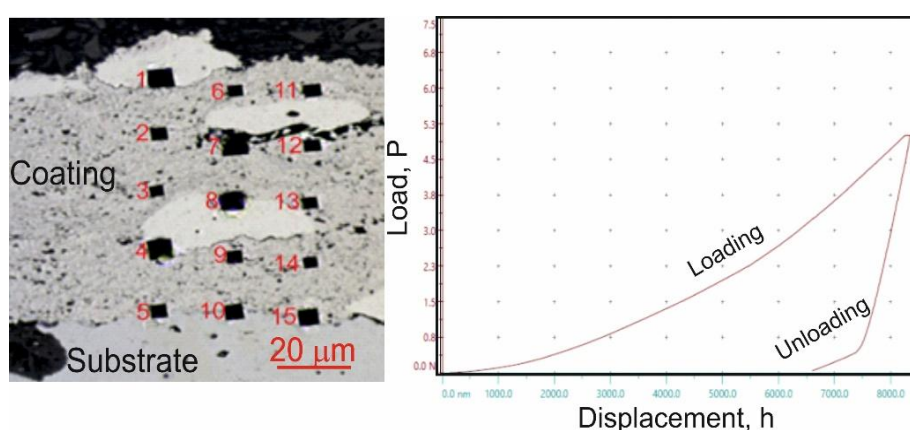 1
6
11
2
7
12
Coating
3
8
13
4
9
14
5
10
15
Substrate
20 μm
Load, P
7.5
6.8
6.0
5.3
4.5
3.8
3.0
2.3
1.5
0.8
0.0 N
Loading
Unloading
0.0 nm 1000.0 2000.0 3000.0 4000.0 5000.0 6000.0 7000.0 8000.0
Displacement, h